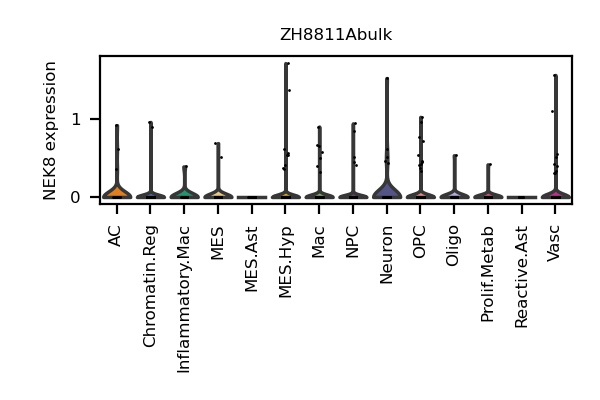 ZH8811Abulk
NEK8 expression
1
0
AC
Chromatin.Reg
Inflammatory.Mac
MES
MES.Ast
MES.Hyp
Mac
NPC
Neuron
OPC
Oligo
Prolif.Metab
Reactive.Ast
Vasc